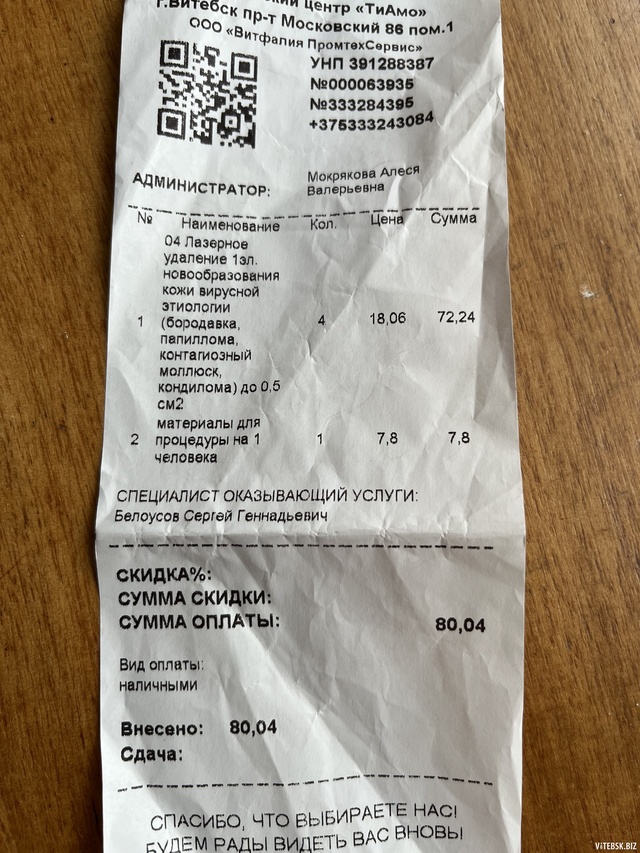 центр «ТиАмо»
г.Витебск пр-т Московский 86 пом.1
ООО «Витфалия ПромтехСервис»
УНП 391288387
№000063935
№333284395
+375333243084
АДМИНИСТРАТОР:
Мокрякова Алеся
Валерьевна
№ Наименование Кол. Цена Сумма
04 Лазерное
удаление 1эл.
новообразования
кожи вирусной
этиологии
1 (бородавка, 4 18,06 72,24
папиллома,
контагиозный
моллюск,
кондилома) до 0,5
см2
материалы для
2 процедуры на 1 1 7,8 7,8
человека
СПЕЦИАЛИСТ ОКАЗЫВАЮЩИЙ УСЛУГИ:
Белоусов Сергей Геннадьевич
СКИДКА%:
СУММА СКИДКИ:
СУММА ОПЛАТЫ: 80,04
Вид оплаты:
наличными
Внесено: 80,04
Сдача:
СПАСИБО, ЧТО ВЫБИРАЕТЕ НАС!
БУДЕМ РАДЫ ВИДЕТЬ ВАС ВНОВЬ!
ViTEBSK.BIZ